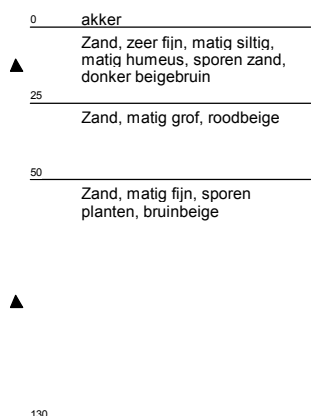 0 akker
Zand, zeer fijn, matig siltig,
matig humeus, sporen zand,
donker beigebruin
25
Zand, matig grof, roodbeige
50
Zand, matig fijn, sporen
planten, bruinbeige
130